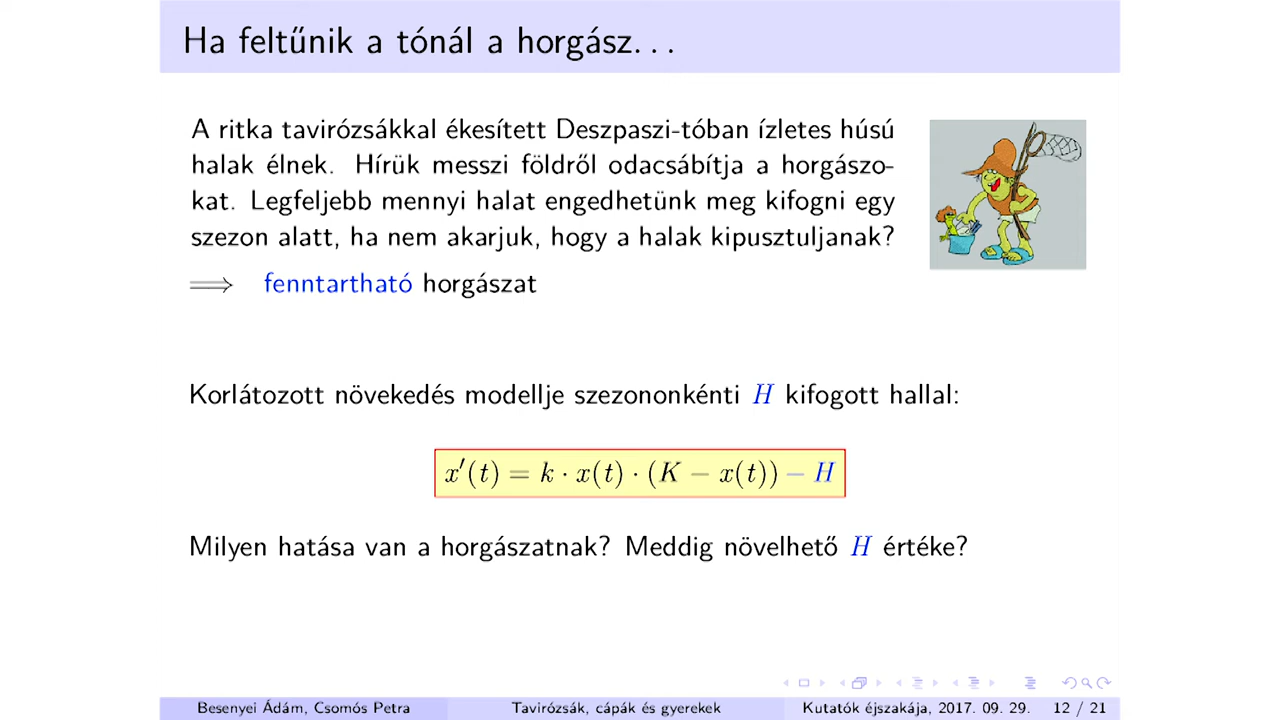 Ha feltűnik a tónál a horgász. . .
A ritka tavirózsákkal ékesített Deszpaszi-tóban ízletes húsú
halak élnek. Hírük messzi földről odacsábítja a horgászo-
kat. Legfeljebb mennyi halat engedhetünk meg kifogni egy
szezon alatt, ha nem akarjuk, hogy a halak kipusztuljanak?
⟹ fenntartható horgászat
Korlátozott növekedés modellje szezononkénti H kifogott hallal:
x′(t) = k · x(t) · (K − x(t)) − H
Milyen hatása van a horgászatnak? Meddig növelhető H értéke?
Besenyei Ádám, Csomós Petra Tavirózsák, cápák és gyerekek Kutatók éjszakája, 2017. 09. 29. 12 / 21